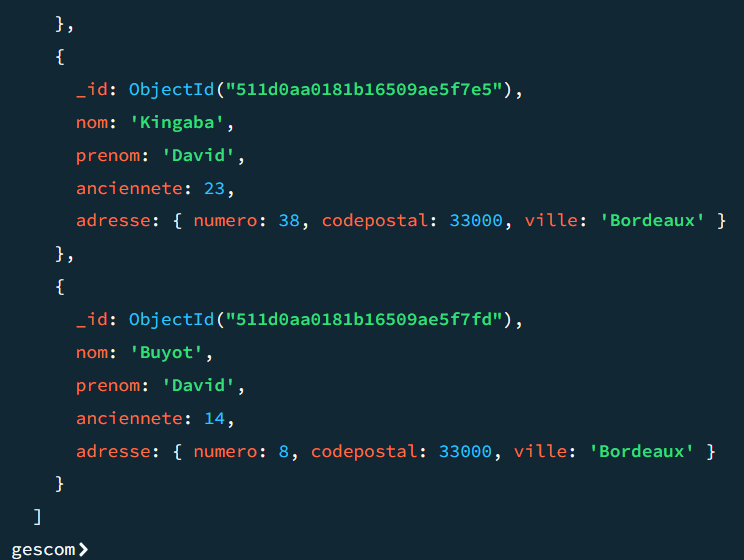 },
{
_id: ObjectId("511d0aa0181b16509ae5f7e5"),
nom: 'Kingaba',
prenom: 'David',
anciennete: 23,
adresse: { numero: 38, codepostal: 33000, ville: 'Bordeaux' }
},
{
_id: ObjectId("511d0aa0181b16509ae5f7fd"),
nom: 'Buyot',
prenom: 'David',
anciennete: 14,
adresse: { numero: 8, codepostal: 33000, ville: 'Bordeaux' }
}
]
gescom❯